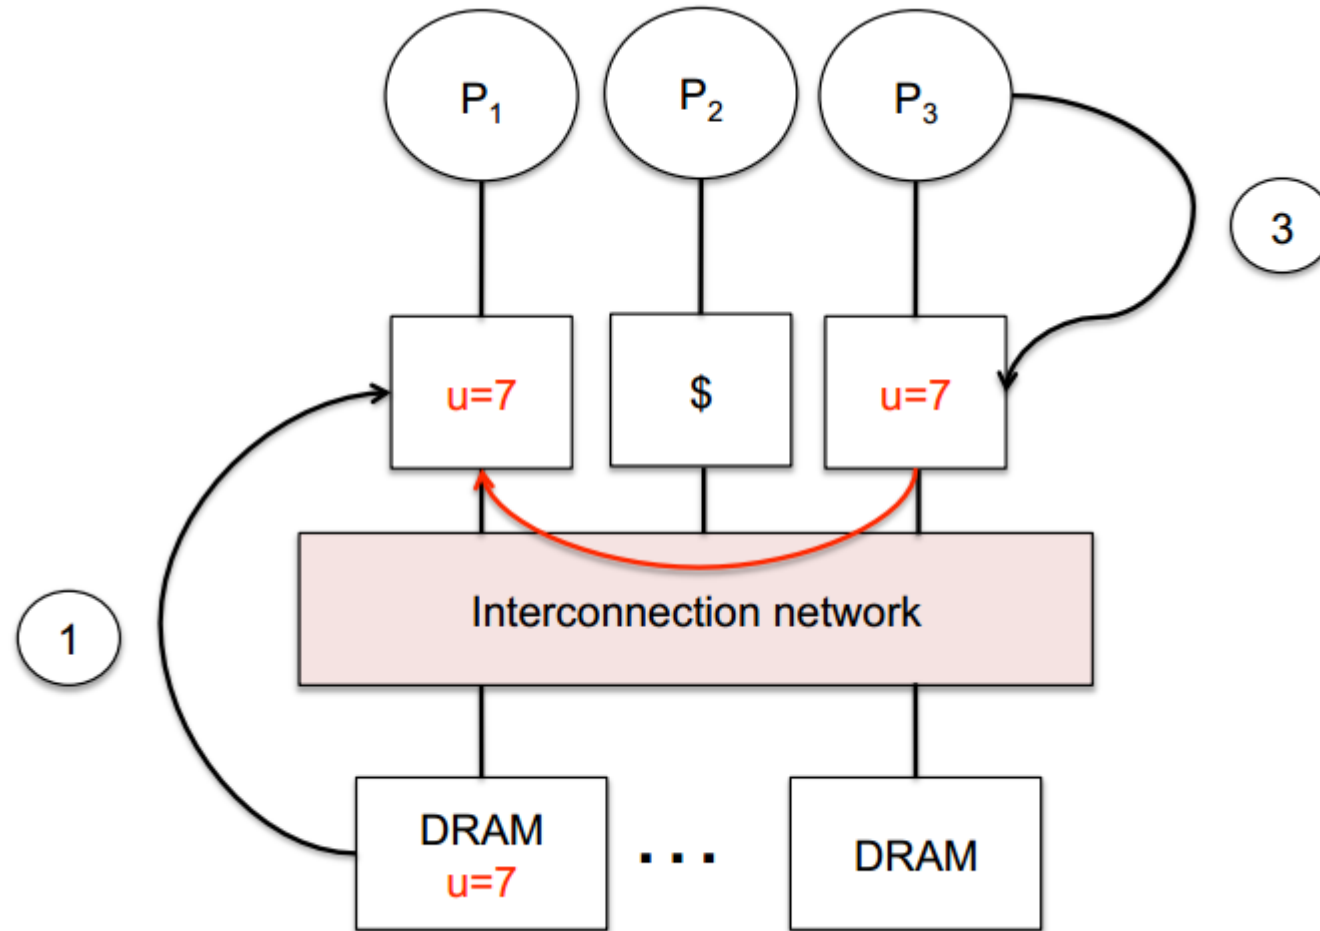 P1
P2
P3
3
u=7
$
u=7
1
Interconnection network
DRAM
u=7
...
DRAM